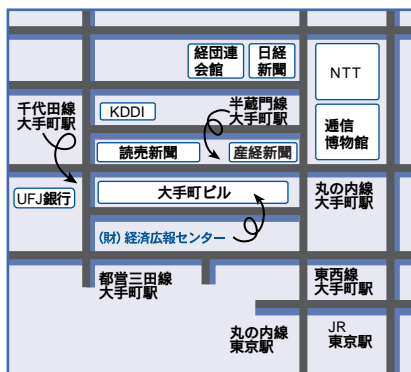 経団連
会館
日経
新聞
NTT
千代田線
大手町駅
KDDI
半蔵門線
大手町駅
逓信
博物館
読売新聞
産経新聞
UFJ銀行
大手町ビル
丸の内線
大手町駅
(財)経済広報センター
都営三田線
大手町駅
東西線
大手町駅
丸の内線
東京駅
JR
東京駅